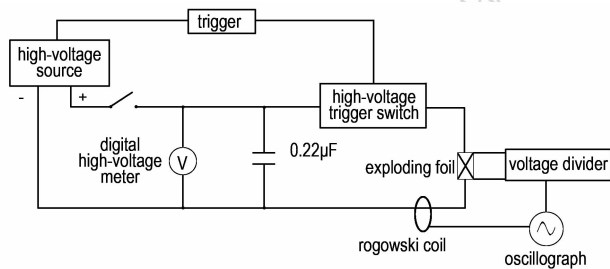 trigger
high-voltage
source
-
+
high-voltage
trigger switch
digital
high-voltage
meter
V
0.22μF
exploding foil
voltage divider
rogowski coil
oscillograph